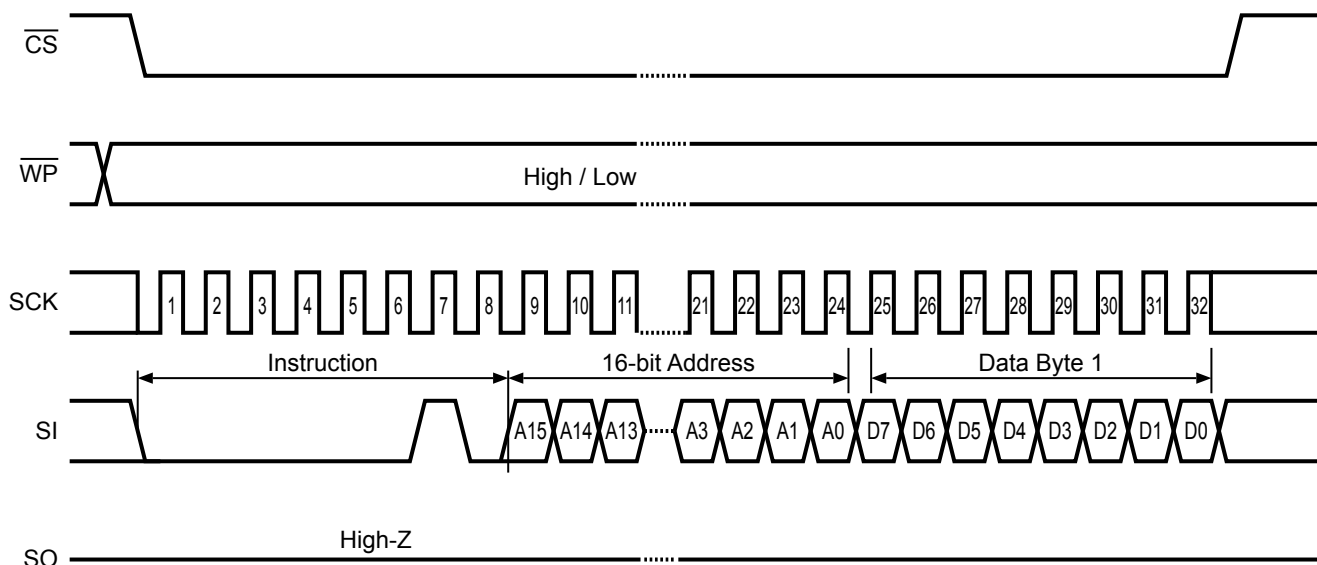 CS
WP
High / Low
SCK
1 2 3 4 5 6 7 8 9 10 11 21 22 23 24 25 26 27 28 29 30 31 32
Instruction 16-bit Address Data Byte 1
SI
A15 A14 A13 A3 A2 A1 A0 D7 D6 D5 D4 D3 D2 D1 D0
High-Z
SO